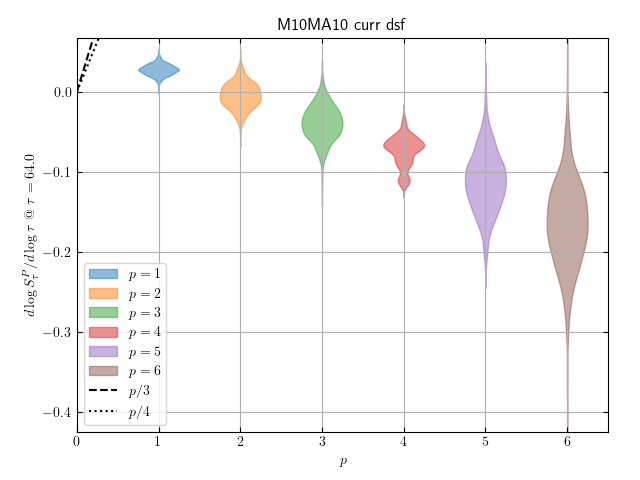 M10MA10 curr dsf
d log S_τ^P / d log τ @ τ = 64.0
0.0
−0.1
−0.2
−0.3
−0.4
p = 1
p = 2
p = 3
p = 4
p = 5
p = 6
p/3
p/4
0 1 2 3 4 5 6
p